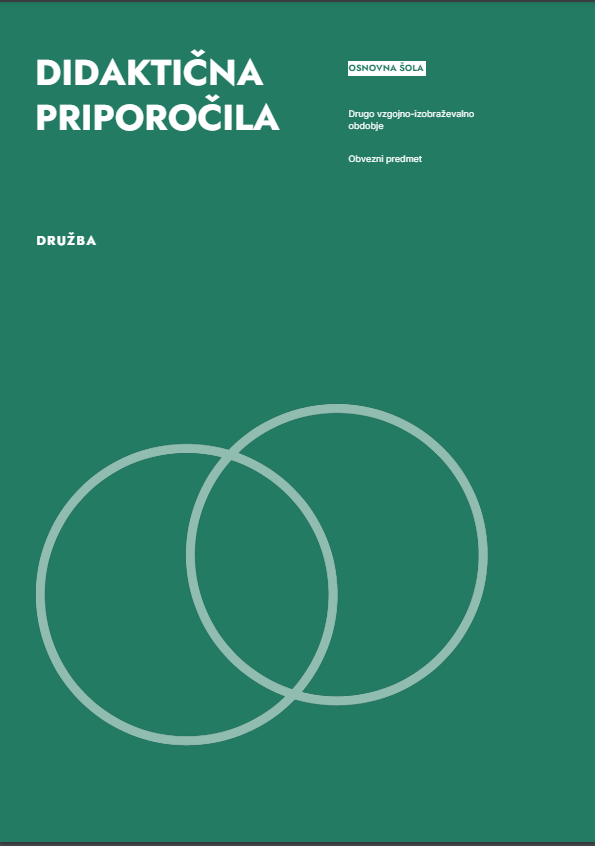 DIDAKTIČNA
PRIPOROČILA
OSNOVNA ŠOLA
Drugo vzgojno-izobraževalno
obdobje
Obvezni predmet
DRUŽBA